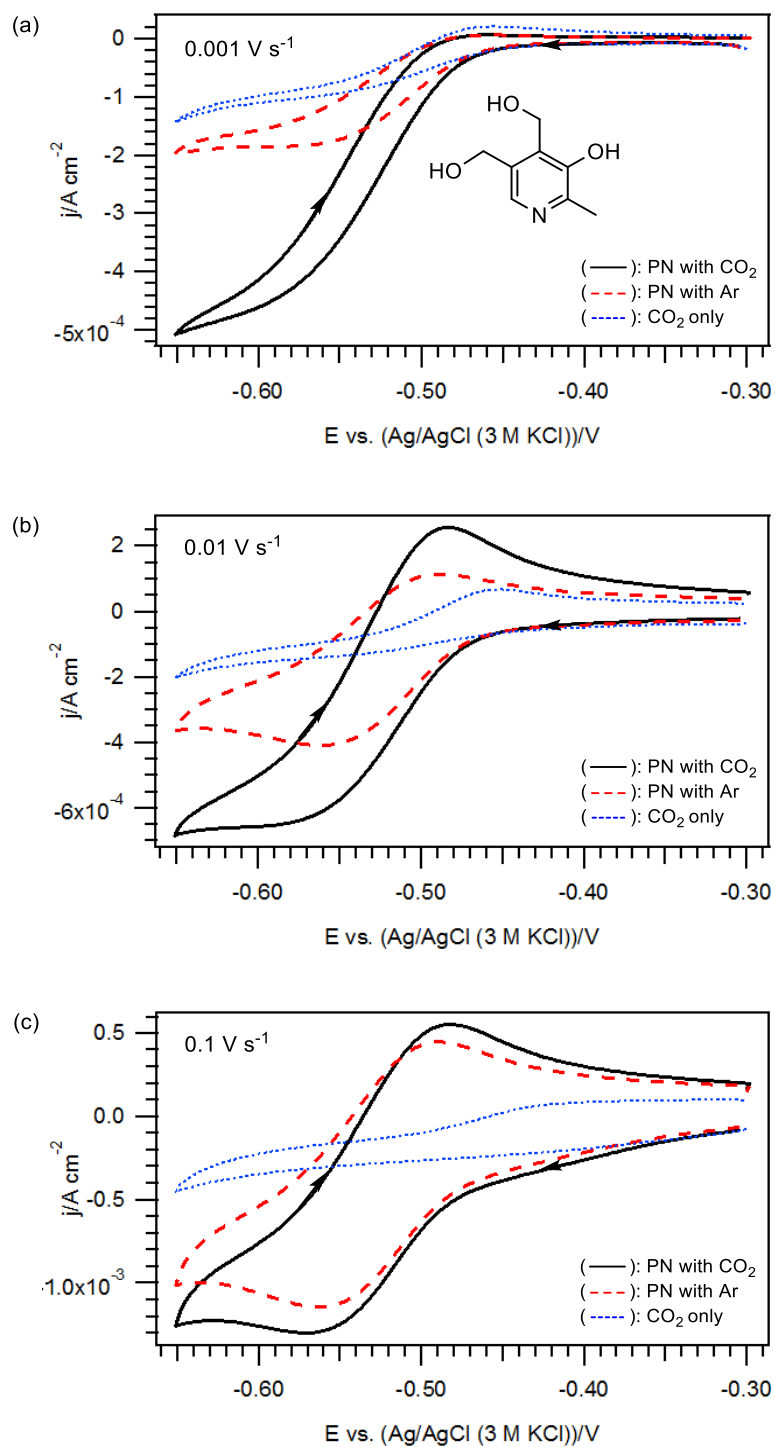 (a)
0.001 V s-1
0
-1
-2
-3
-4
-5x10-4
j/A cm-2
HO
HO
OH
N
( ): PN with CO2
( ): PN with Ar
( ): CO2 only
-0.60 -0.50 -0.40 -0.30
E vs. (Ag/AgCl (3 M KCl))/V
(b)
0.01 V s-1
2
0
-2
-4
-6x10-4
j/A cm-2
( ): PN with CO2
( ): PN with Ar
( ): CO2 only
-0.60 -0.50 -0.40 -0.30
E vs. (Ag/AgCl (3 M KCl))/V
(c)
0.1 V s-1
0.5
0.0
-0.5
1.0x10-3
j/A cm-2
( ): PN with CO2
( ): PN with Ar
( ): CO2 only
-0.60 -0.50 -0.40 -0.30
E vs. (Ag/AgCl (3 M KCl))/V